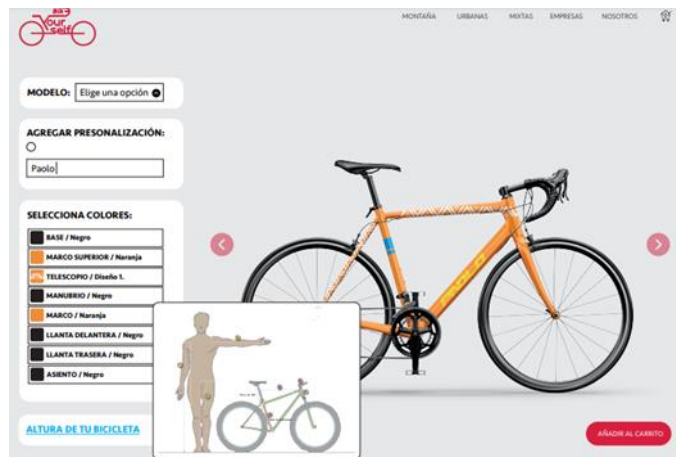 Your
self
MONTAÑA URBANAS MIXTAS EMPRESAS NOSOTROS
MODELO: Elige una opción
AGREGAR PRESONALIZACIÓN:
Paolo
SELECCIONA COLORES:
BASE / Negro
MARCO SUPERIOR / Naranja
TELESCOPIO / Diseño 1.
MANUBRIO / Negro
MARCO / Naranja
LLANTA DELANTERA / Negro
LLANTA TRASERA / Negro
ASIENTO / Negro
PAOLO
ALTURA DE TU BICICLETA
AÑADIR AL CARRITO